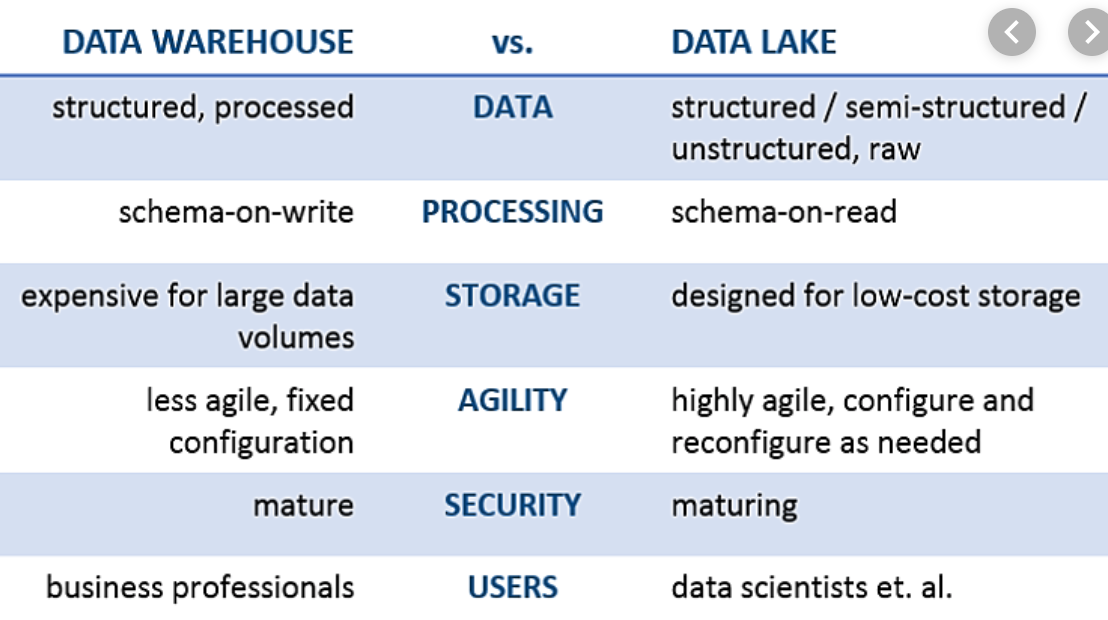 DATA WAREHOUSE vs. DATA LAKE
structured, processed DATA structured / semi-structured /
unstructured, raw
schema-on-write PROCESSING schema-on-read
expensive for large data STORAGE designed for low-cost storage
volumes
less agile, fixed AGILITY highly agile, configure and
configuration reconfigure as needed
mature SECURITY maturing
business professionals USERS data scientists et. al.